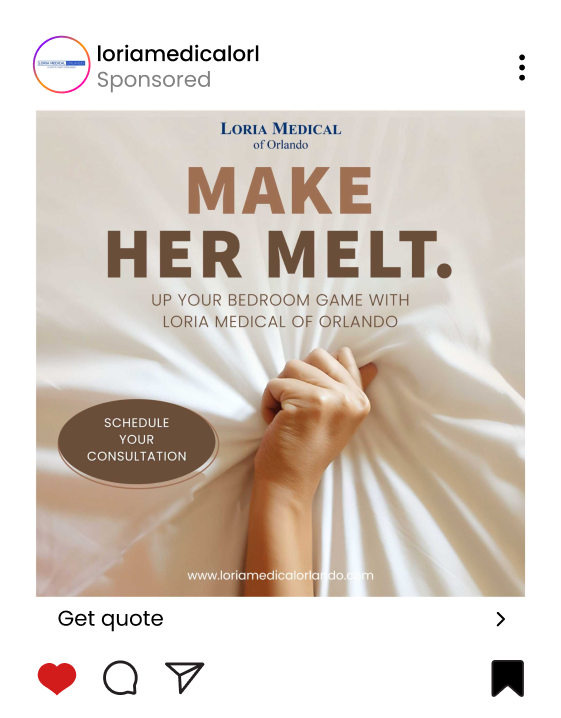 loriamedicalorl
Sponsored
LORIA MEDICAL
of Orlando
MAKE
HER MELT.
UP YOUR BEDROOM GAME WITH
LORIA MEDICAL OF ORLANDO
SCHEDULE
YOUR
CONSULTATION
www.loriamedicalorlando.com
Get quote